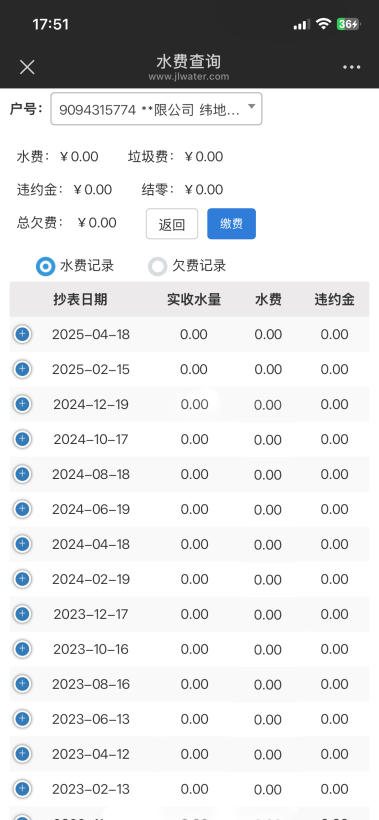 17:51
36
水费查询
www.jlwater.com
户号: 9094315774 **限公司 纬地...
水费: ￥0.00 垃圾费: ￥0.00
违约金: ￥0.00 结零: ￥0.00
总欠费: ￥0.00 返回 缴费
水费记录 欠费记录
抄表日期 实收水量 水费 违约金
2025-04-18 0.00 0.00 0.00
2025-02-15 0.00 0.00 0.00
2024-12-19 0.00 0.00 0.00
2024-10-17 0.00 0.00 0.00
2024-08-18 0.00 0.00 0.00
2024-06-19 0.00 0.00 0.00
2024-04-18 0.00 0.00 0.00
2024-02-19 0.00 0.00 0.00
2023-12-17 0.00 0.00 0.00
2023-10-16 0.00 0.00 0.00
2023-08-16 0.00 0.00 0.00
2023-06-13 0.00 0.00 0.00
2023-04-12 0.00 0.00 0.00
2023-02-13 0.00 0.00 0.00